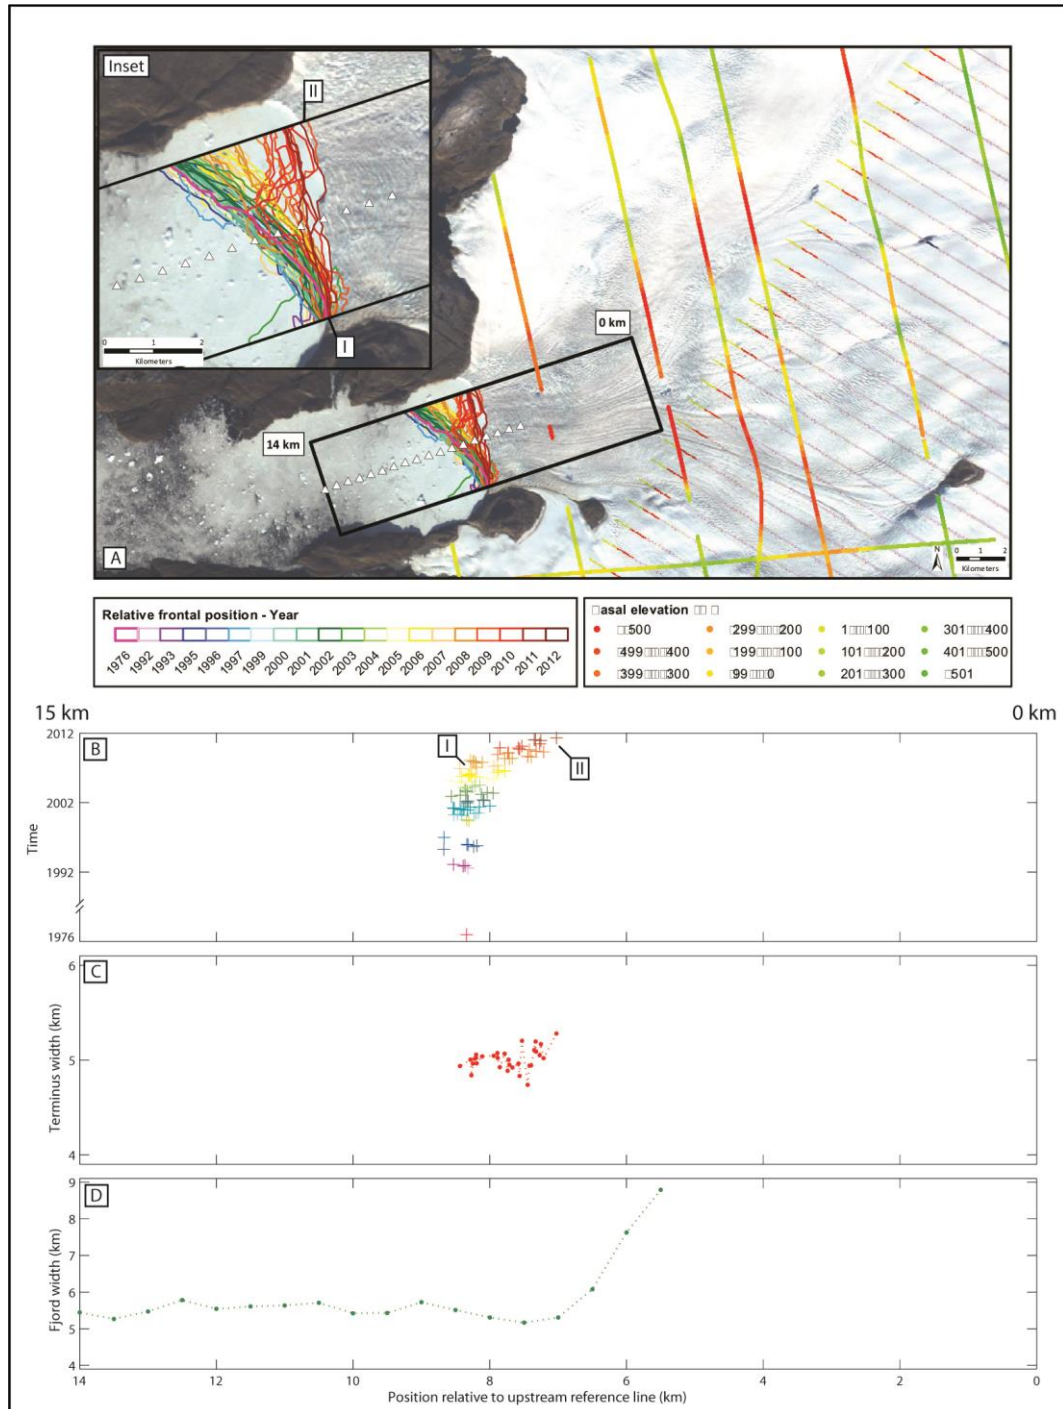 Inset
II
I
0
1
2
Kilometers
0 km
14 km
A
N
0 1 2
Kilometers
Relative frontal position - Year
1976 1992 1993 1995 1996 1997 1999 2000 2001 2002 2003 2004 2005 2006 2007 2008 2009 2010 2011 2012
asal elevation
500
299 200
1 100
301 400
499 400
199 100
101 200
401 500
399 300
99 0
201 300
501
15 km
0 km
B
I
II
2012
2002
1992
1976
Time
C
6
5
4
Terminus width (km)
D
9
8
7
6
5
4
Fjord width (km)
14 12 10 8 6 4 2 0
Position relative to upstream reference line (km)